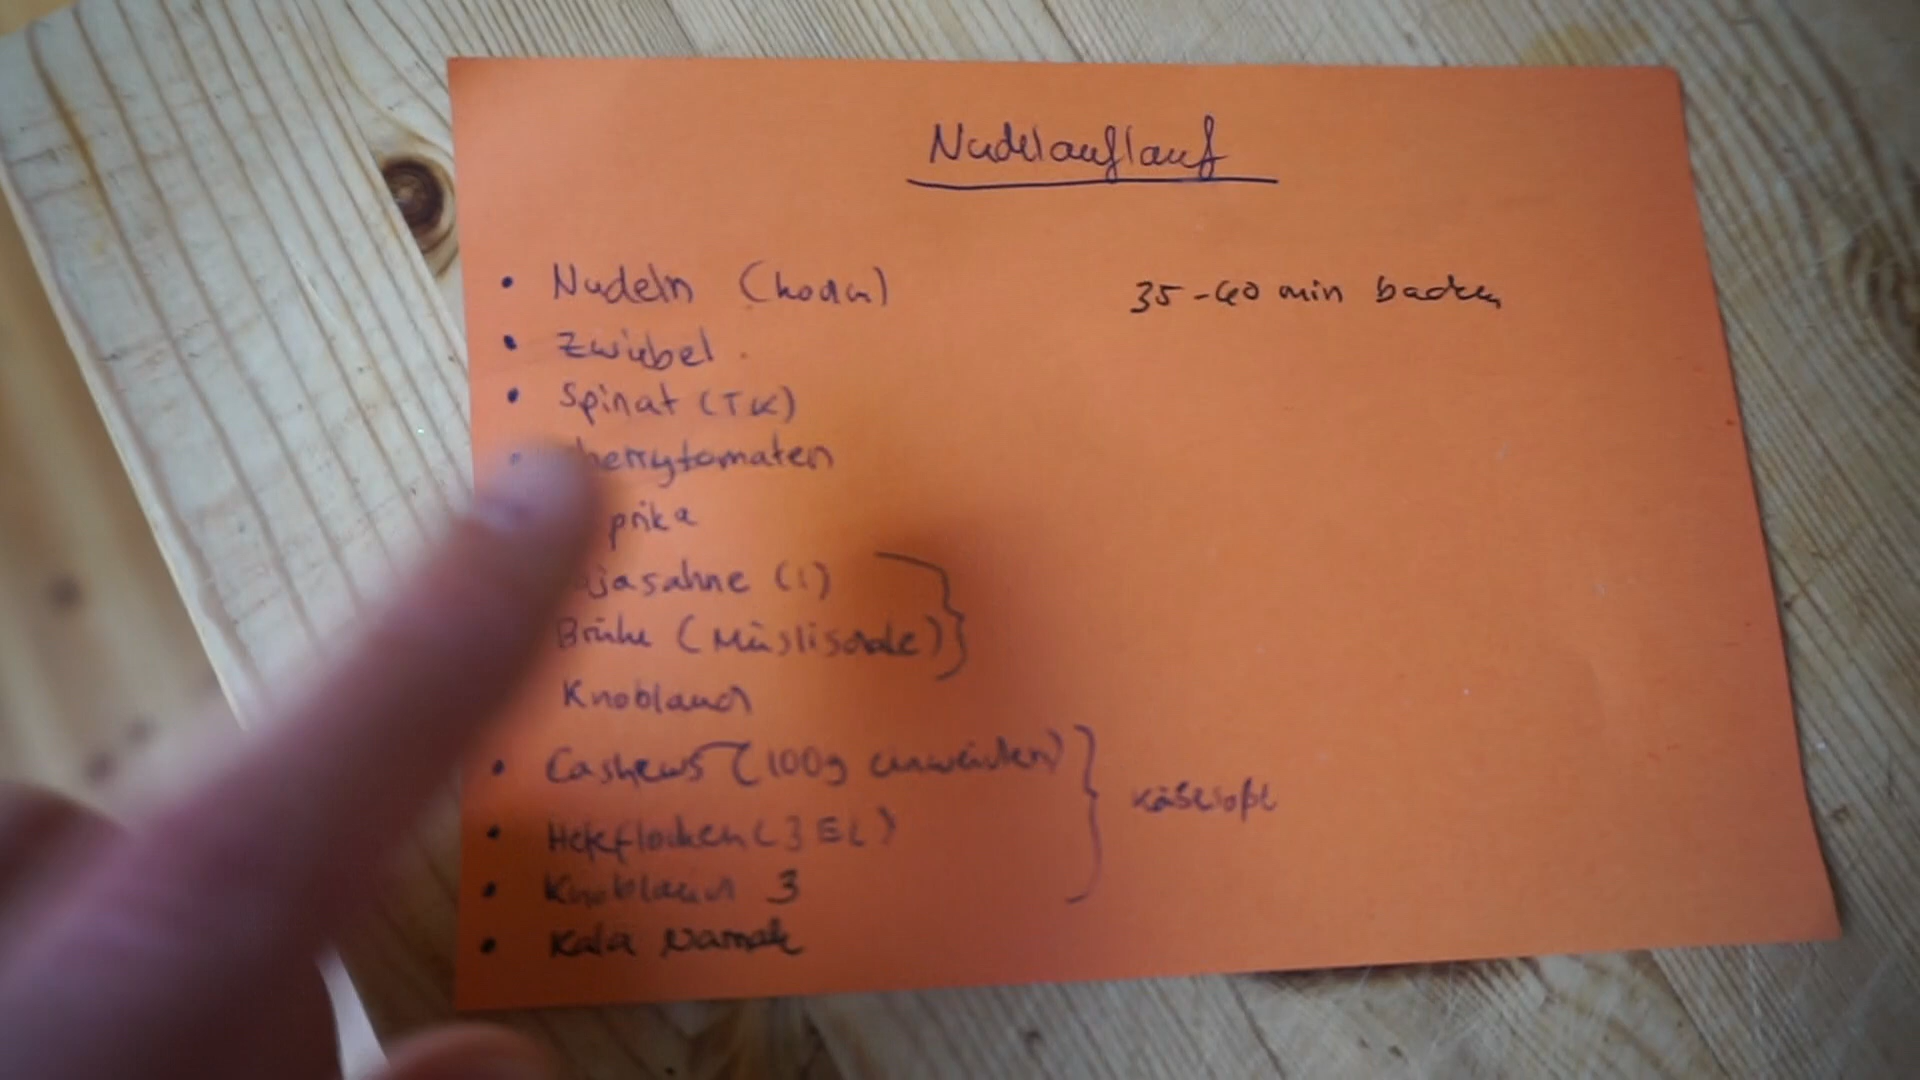 Nudelauflauf
• Nudeln (kochen)
35-40 min backen
• Zwiebel
• Spinat (TK)
• herrytomaten
prika
jasahne (1)
Brühe (Müslischale)
Knoblauch
• Cashews (100g einweichen)
Käsesoße
• Hefeflocken (3 EL)
• Knoblauch 3
• Kala Namak